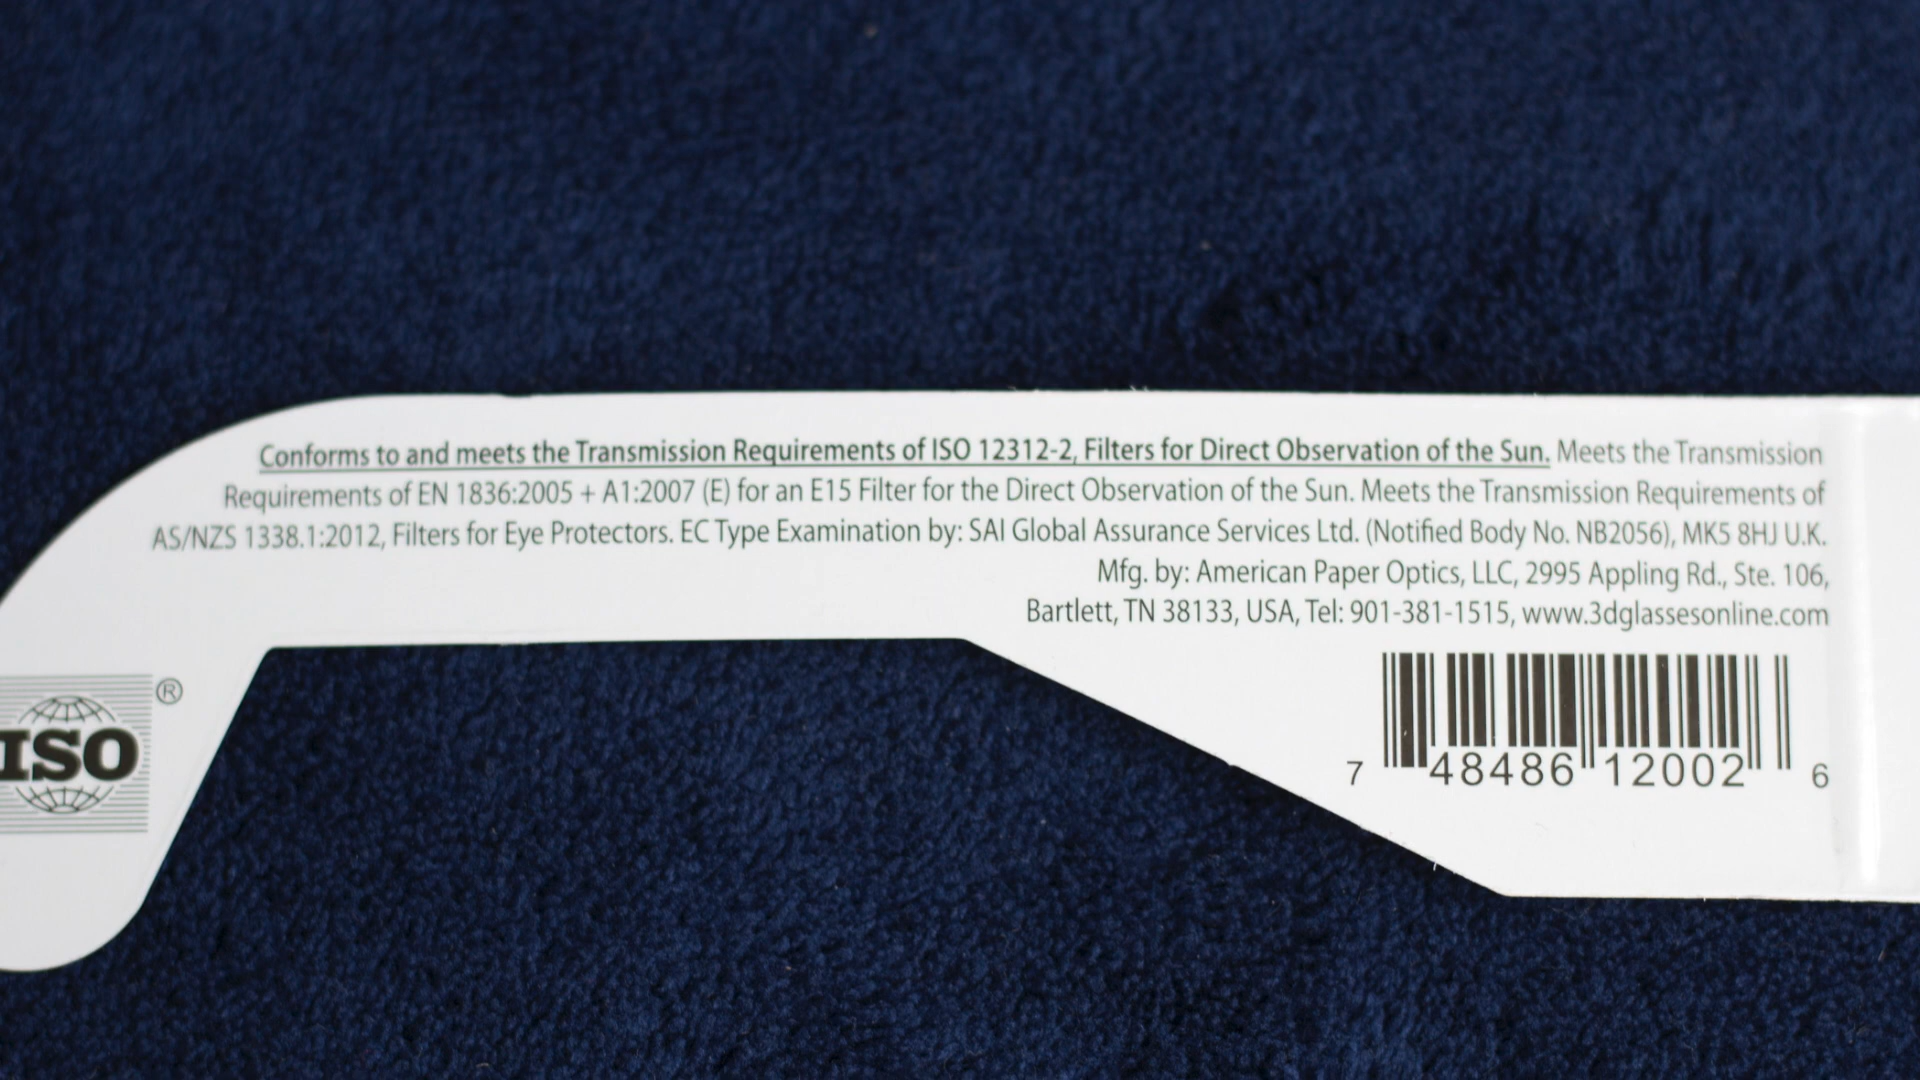 Conforms to and meets the Transmission Requirements of ISO 12312-2, Filters for Direct Observation of the Sun. Meets the Transmission
Requirements of EN 1836:2005 + A1:2007 (E) for an E15 Filter for the Direct Observation of the Sun. Meets the Transmission Requirements of
AS/NZS 1338.1:2012, Filters for Eye Protectors. EC Type Examination by: SAI Global Assurance Services Ltd. (Notified Body No. NB2056), MK5 8HJ U.K.
Mfg. by: American Paper Optics, LLC, 2995 Appling Rd., Ste. 106,
Bartlett, TN 38133, USA, Tel: 901-381-1515, www.3dglassesonline.com
ISO ®
7 48486 12002 6